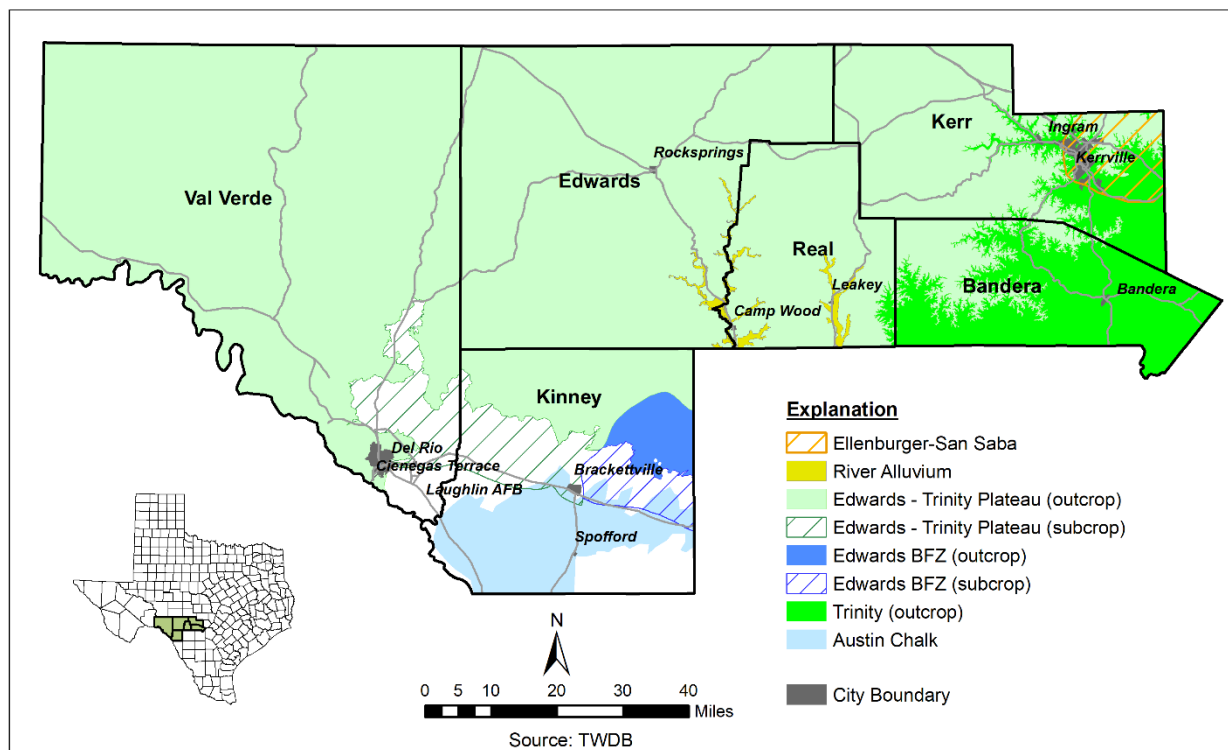 Kerr
Ingram
Kerrville
Rocksprings
Edwards
Val Verde
Real
Leakey
Bandera
Bandera
Camp Wood
Kinney
Del Rio
Cienegas Terrace
Brackettville
Laughlin AFB
Spofford
Explanation
Ellenburger-San Saba
River Alluvium
Edwards - Trinity Plateau (outcrop)
Edwards - Trinity Plateau (subcrop)
Edwards BFZ (outcrop)
Edwards BFZ (subcrop)
Trinity (outcrop)
Austin Chalk
City Boundary
N
0 5 10 20 30 40
Miles
Source: TWDB